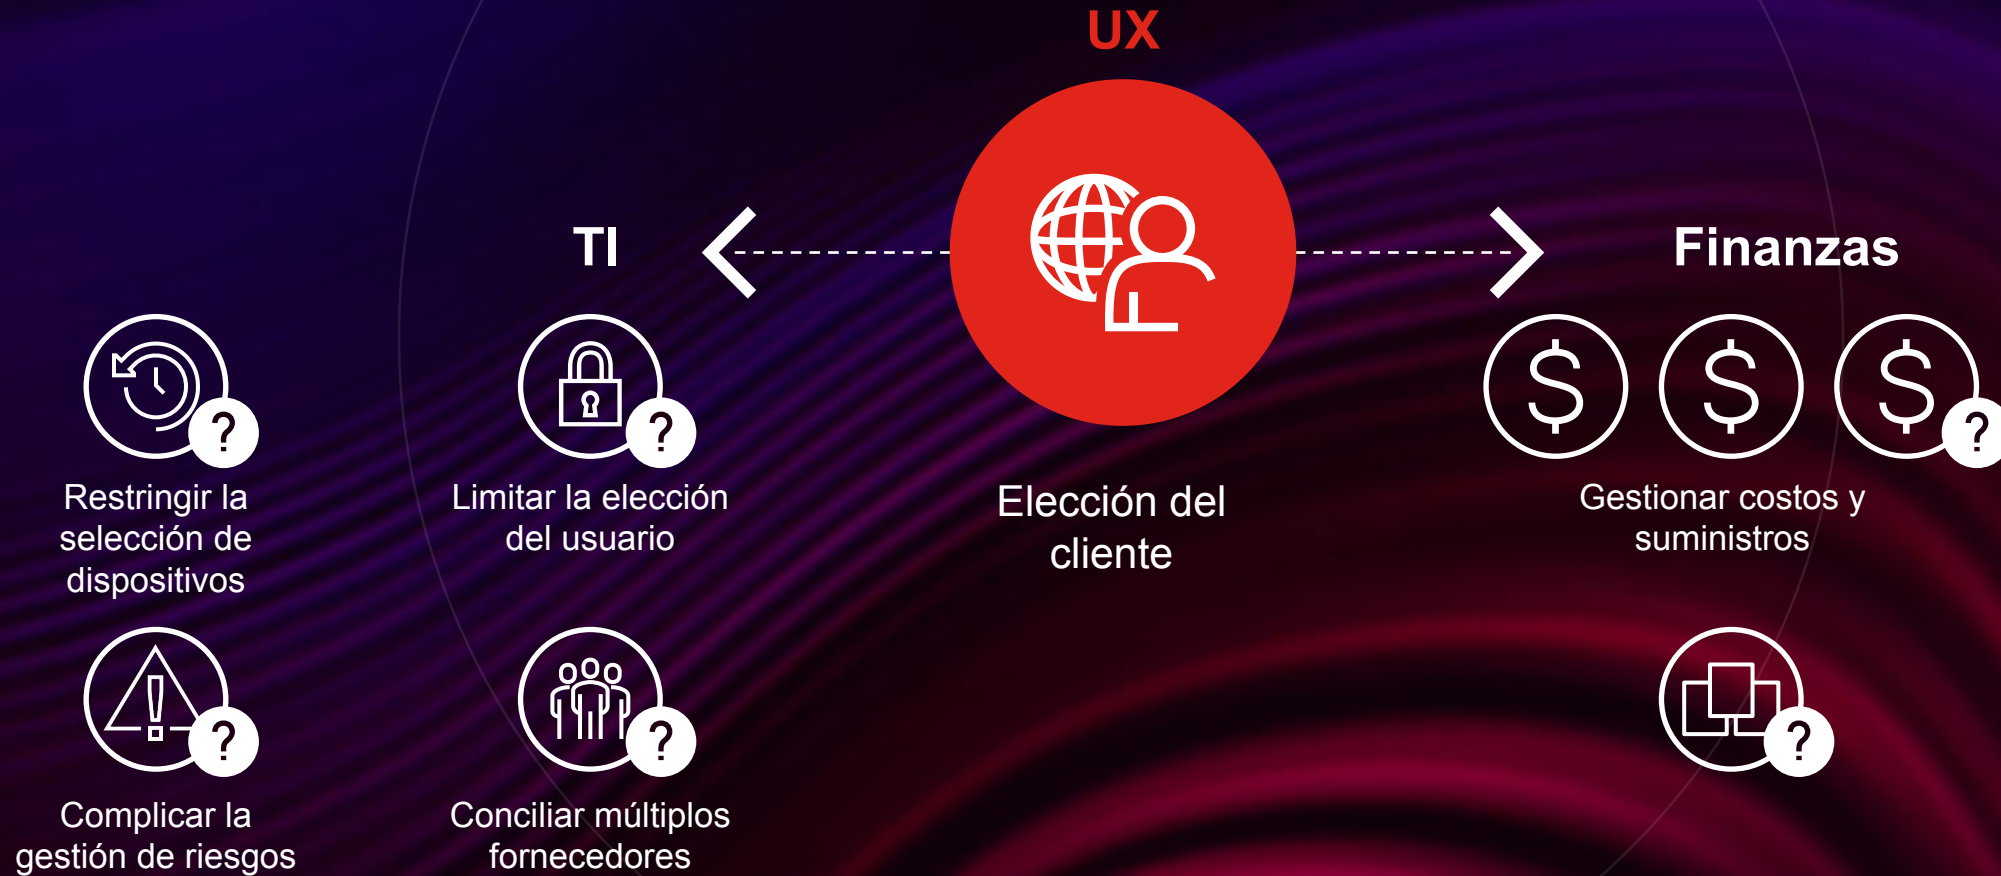 UX
TI
Finanzas
$ $ $
?
?
?
Restringir la
selección de
dispositivos
Limitar la elección
del usuario
Elección del
cliente
Gestionar costos y
suministros
!
?
?
?
Complicar la
gestión de riesgos
Conciliar múltiplos
fornecedores